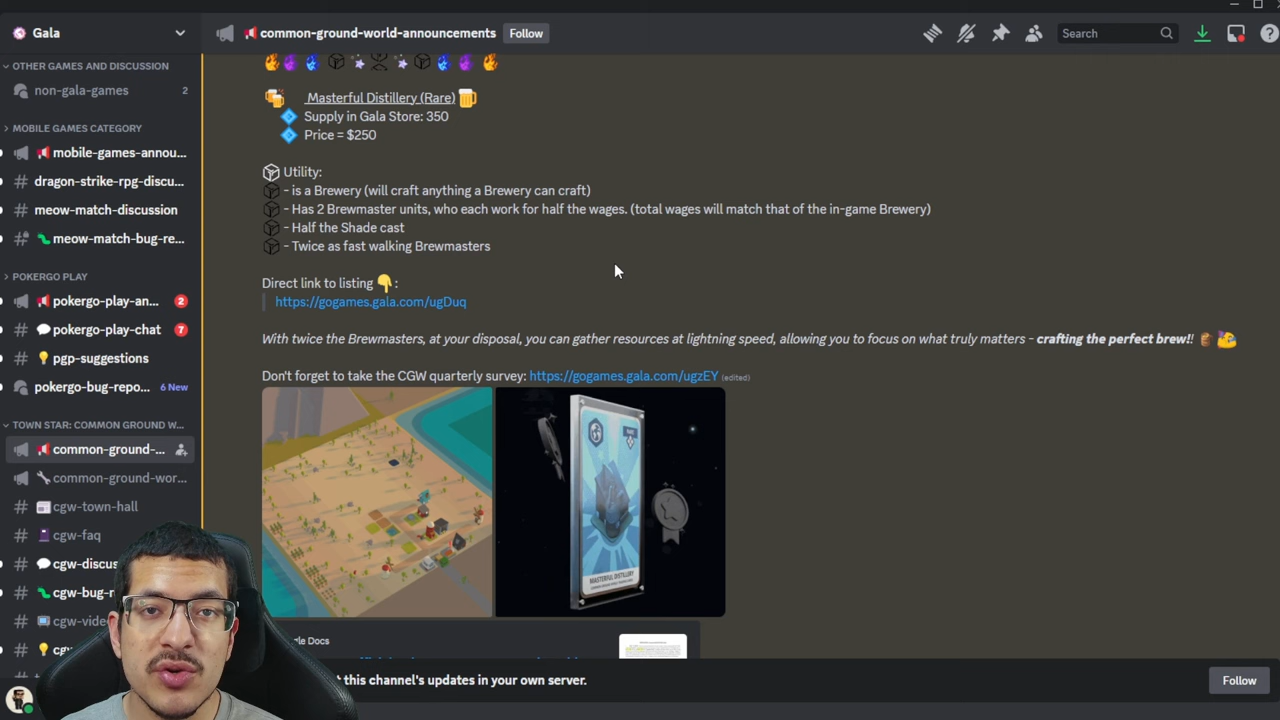 Gala
common-ground-world-announcements
Follow
Search
OTHER GAMES AND DISCUSSION
non-gala-games
2
MOBILE GAMES CATEGORY
mobile-games-annou...
dragon-strike-rpg-discu...
meow-match-discussion
meow-match-bug-re...
POKERGO PLAY
pokergo-play-an...
2
pokergo-play-chat
7
pgp-suggestions
pokergo-bug-repo...
6 New
TOWN STAR: COMMON GROUND W...
common-ground-...
common-ground-wor...
cgw-town-hall
cgw-faq
cgw-discus
cgw-bug-r
cgw-vide
Masterful Distillery (Rare)
Supply in Gala Store: 350
Price = $250
Utility:
- is a Brewery (will craft anything a Brewery can craft)
- Has 2 Brewmaster units, who each work for half the wages. (total wages will match that of the in-game Brewery)
- Half the Shade cast
- Twice as fast walking Brewmasters
Direct link to listing :
https://gogames.gala.com/ugDuq
With twice the Brewmasters, at your disposal, you can gather resources at lightning speed, allowing you to focus on what truly matters - crafting the perfect brew!!
Don't forget to take the CGW quarterly survey: https://gogames.gala.com/ugzEY (edited)
MASTERFUL DISTILLERY
le Docs
this channel's updates in your own server.
Follow